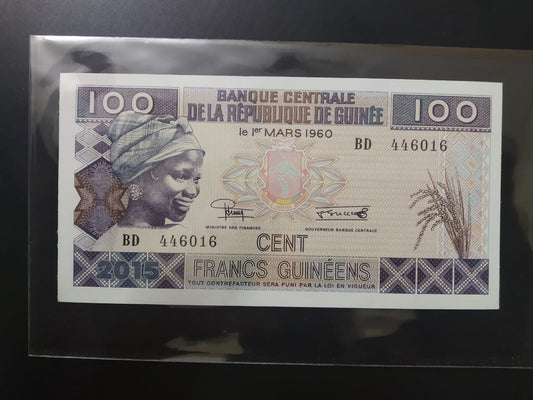 100
BANQUE CENTRALE
DE LA RÉPUBLIQUE DE GUINÉE
le 1er MARS 1960
100
BD 446016
MINISTRE DES FINANCES
GOUVERNEUR BANQUE CENTRALE
BD 446016
CENT
2015
FRANCS GUINÉENS
TOUT CONTREFACTEUR SERA PUNI PAR LA LOI EN VIGUEUR